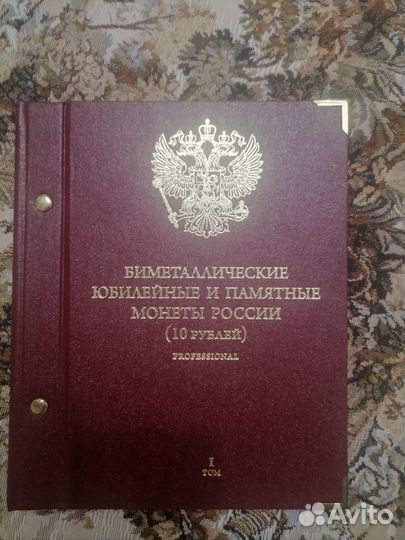 БИМЕТАЛЛИЧЕСКИЕ
ЮБИЛЕЙНЫЕ И ПАМЯТНЫЕ
МОНЕТЫ РОССИИ
(10 РУБЛЕЙ)
PROFESSIONAL
I
ТОМ
Avito